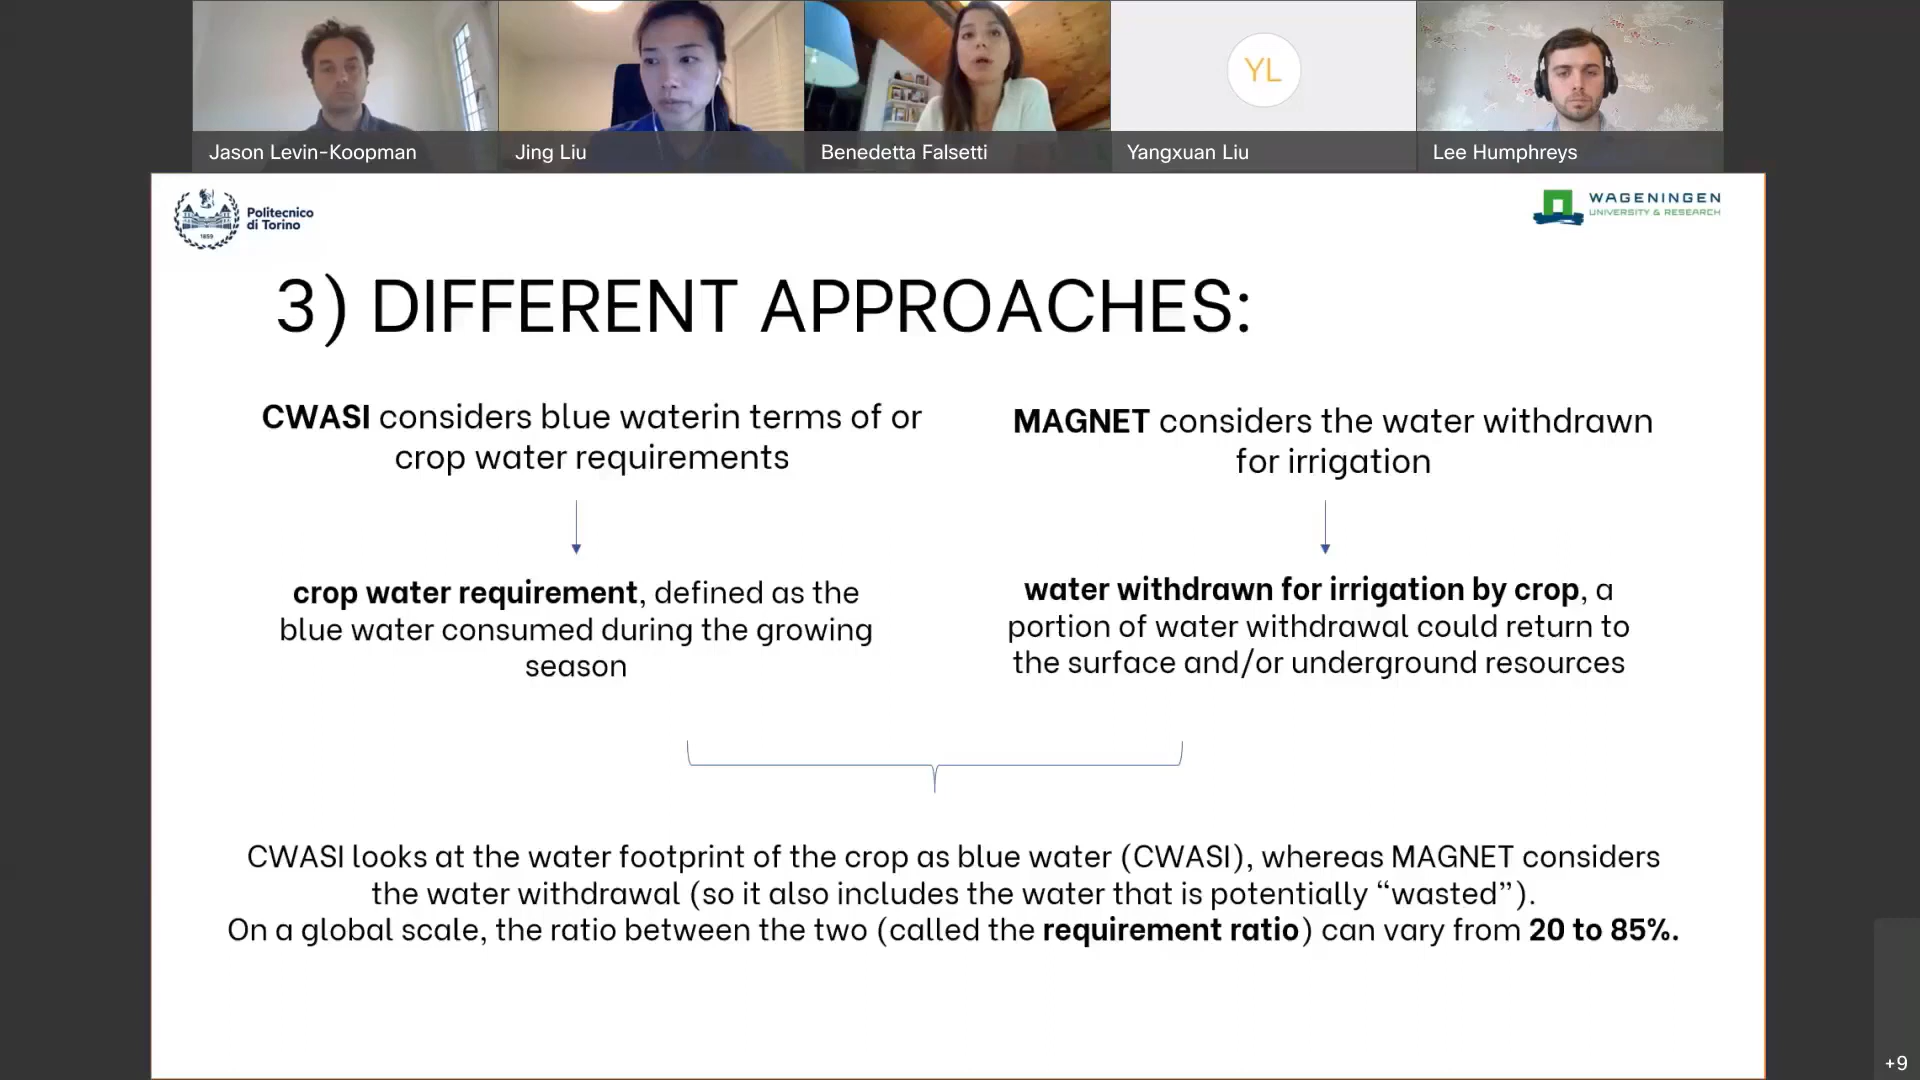 YL
Jason Levin-Koopman
Jing Liu
Benedetta Falsetti
Yangxuan Liu
Lee Humphreys
Politecnico
di Torino
1859
WAGENINGEN
UNIVERSITY & RESEARCH
3) DIFFERENT APPROACHES:
CWASI considers blue waterin terms of or
crop water requirements
MAGNET considers the water withdrawn
for irrigation
crop water requirement, defined as the
blue water consumed during the growing
season
water withdrawn for irrigation by crop, a
portion of water withdrawal could return to
the surface and/or underground resources
CWASI looks at the water footprint of the crop as blue water (CWASI), whereas MAGNET considers
the water withdrawal (so it also includes the water that is potentially “wasted”).
On a global scale, the ratio between the two (called the requirement ratio) can vary from 20 to 85%.
+9